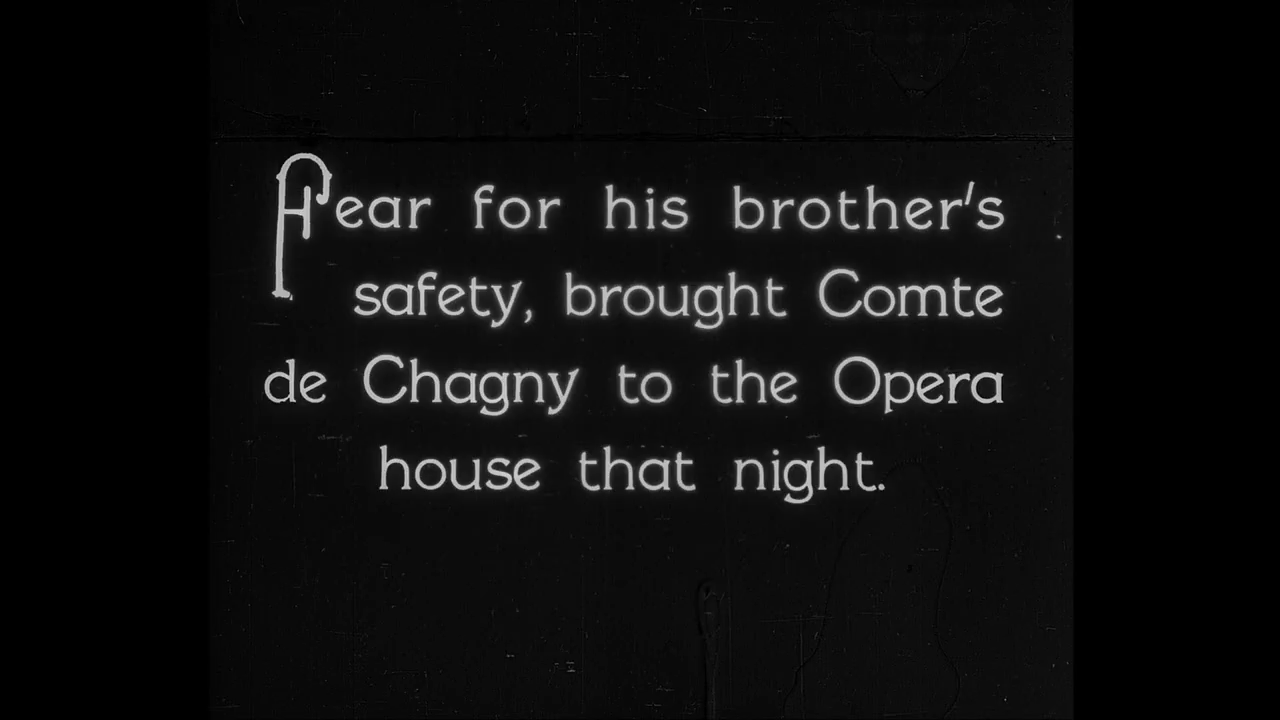 Fear for his brother's
safety, brought Comte
de Chagny to the Opera
house that night.